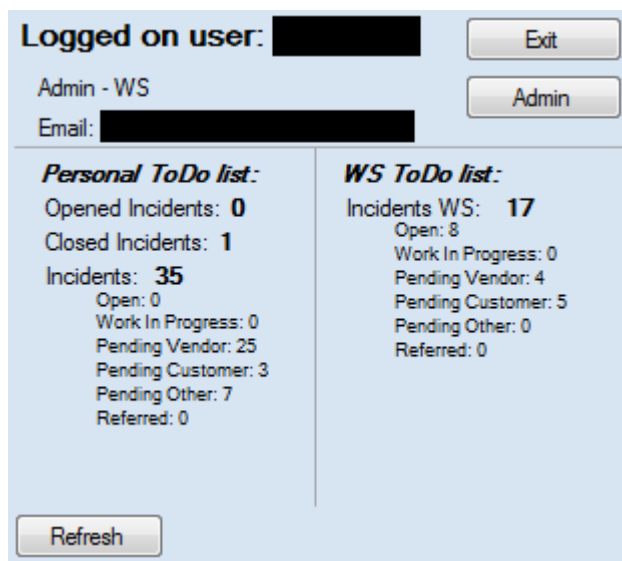 Logged on user:
Exit
Admin - WS
Admin
Email:
Personal ToDo list:
Opened Incidents: 0
Closed Incidents: 1
Incidents: 35
Open: 0
Work In Progress: 0
Pending Vendor: 25
Pending Customer: 3
Pending Other: 7
Referred: 0
WS ToDo list:
Incidents WS: 17
Open: 8
Work In Progress: 0
Pending Vendor: 4
Pending Customer: 5
Pending Other: 0
Referred: 0
Refresh